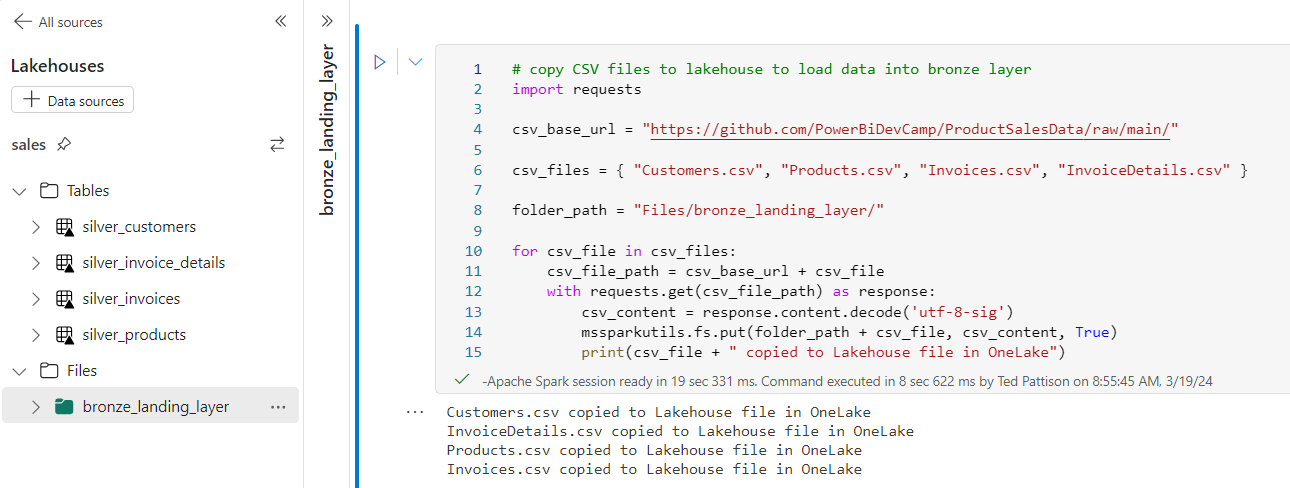 All sources
Lakehouses
Data sources
sales
Tables
silver_customers
silver_invoice_details
silver_invoices
silver_products
Files
bronze_landing_layer
bronze_landing_layer
1 # copy CSV files to lakehouse to load data into bronze layer
2 import requests
3
4 csv_base_url = "https://github.com/PowerBiDevCamp/ProductSalesData/raw/main/"
5
6 csv_files = { "Customers.csv", "Products.csv", "Invoices.csv", "InvoiceDetails.csv" }
7
8 folder_path = "Files/bronze_landing_layer/"
9
10 for csv_file in csv_files:
11     csv_file_path = csv_base_url + csv_file
12     with requests.get(csv_file_path) as response:
13         csv_content = response.content.decode('utf-8-sig')
14         mssparkutils.fs.put(folder_path + csv_file, csv_content, True)
15         print(csv_file + " copied to Lakehouse file in OneLake")
-Apache Spark session ready in 19 sec 331 ms. Command executed in 8 sec 622 ms by Ted Pattison on 8:55:45 AM, 3/19/24
Customers.csv copied to Lakehouse file in OneLake
InvoiceDetails.csv copied to Lakehouse file in OneLake
Products.csv copied to Lakehouse file in OneLake
Invoices.csv copied to Lakehouse file in OneLake